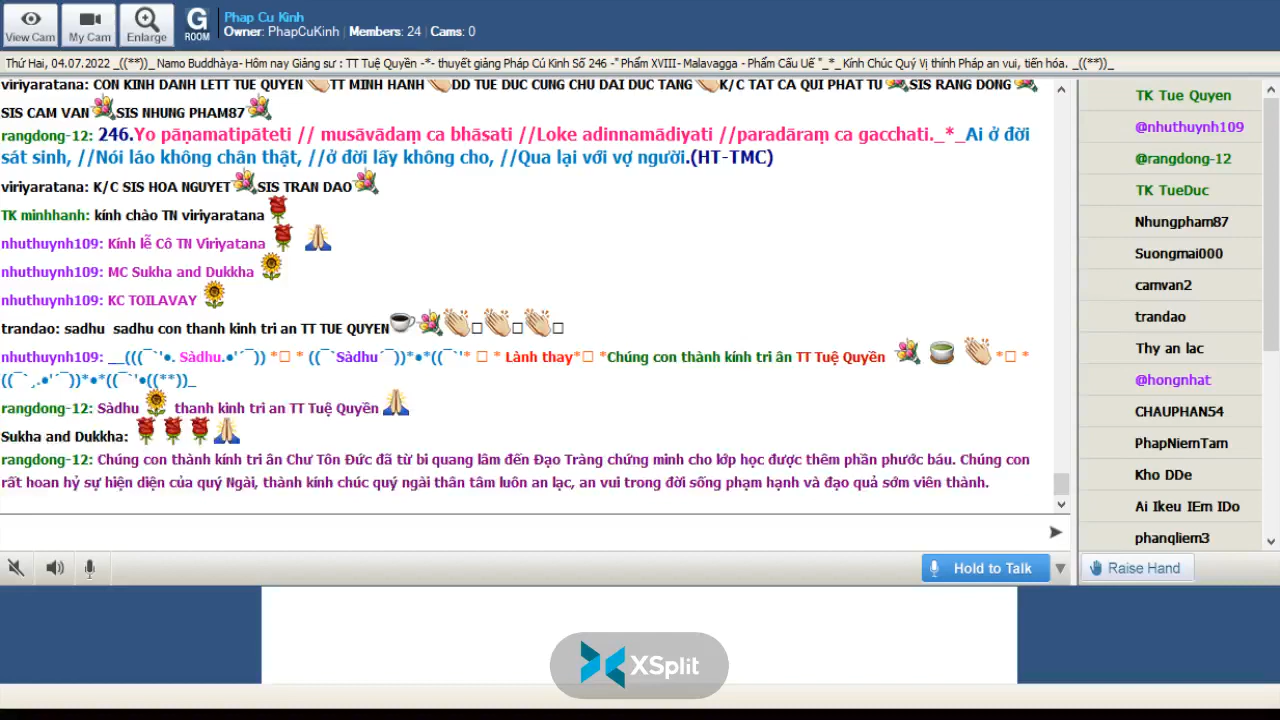 View Cam
My Cam
Enlarge
G
ROOM
Phap Cu Kinh
Owner: PhapCuKinh | Members: 24 | Cams: 0
Thứ Hai, 04.07.2022 _((**))_ Namo Buddhàya- Hôm nay Giảng sư : TT Tuệ Quyền -*- thuyết giảng Pháp Cú Kinh Số 246 -" Phẩm XVIII- Malavagga - Phẩm Cấu Uế "_*_ Kính Chúc Quý Vị thính Pháp an vui, tiến hóa. _((**))_
viriyaratana: CON KINH DANH LETT TUE QUYEN TT MINH HANH DD TUE DUC CUNG CHU DAI DUC TANG K/C TAT CA QUI PHAT TU SIS RANG DONG
SIS CAM VAN SIS NHUNG PHAM87
rangdong-12: 246.Yo pāṇamatipāteti // musāvādaṃ ca bhāsati //Loke adinnamādiyati //paradāraṃ ca gacchati._*_Ai ở đời
sát sinh, //Nói láo không chân thật, //ở đời lấy không cho, //Qua lại với vợ người.(HT-TMC)
viriyaratana: K/C SIS HOA NGUYET SIS TRAN DAO
TK minhhanh: kính chào TN viriyaratana
nhuthuynh109: Kính lễ Cô TN Viriyatana
nhuthuynh109: MC Sukha and Dukkha
nhuthuynh109: KC TOILAVAY
trandao: sadhu sadhu con thanh kinh tri an TT TUE QUYEN
nhuthuynh109: __(((¯`'•. Sàdhu.•'´¯)) *□ * ((¯`Sàdhu´¯))*•*((¯`'* □ * Lành thay*□ *Chúng con thành kính tri ân TT Tuệ Quyền *□ *
((¯`¸.•'´¯))*•*((¯`'•((**))_
rangdong-12: Sàdhu thanh kinh tri an TT Tuệ Quyền
Sukha and Dukkha:
rangdong-12: Chúng con thành kính tri ân Chư Tôn Đức đã từ bi quang lâm đến Đạo Tràng chứng minh cho lớp học được thêm phần phước báu. Chúng con
rất hoan hỷ sự hiện diện của quý Ngài, thành kính chúc quý ngài thân tâm luôn an lạc, an vui trong đời sống phạm hạnh và đạo quả sớm viên thành.
TK Tue Quyen
@nhuthuynh109
@rangdong-12
TK TueDuc
Nhungpham87
Suongmai000
camvan2
trandao
Thy an lac
@hongnhat
CHAUPHAN54
PhapNiemTam
Kho DDe
Ai Ikeu IEm IDo
phanqliem3
Hold to Talk
Raise Hand
XSplit